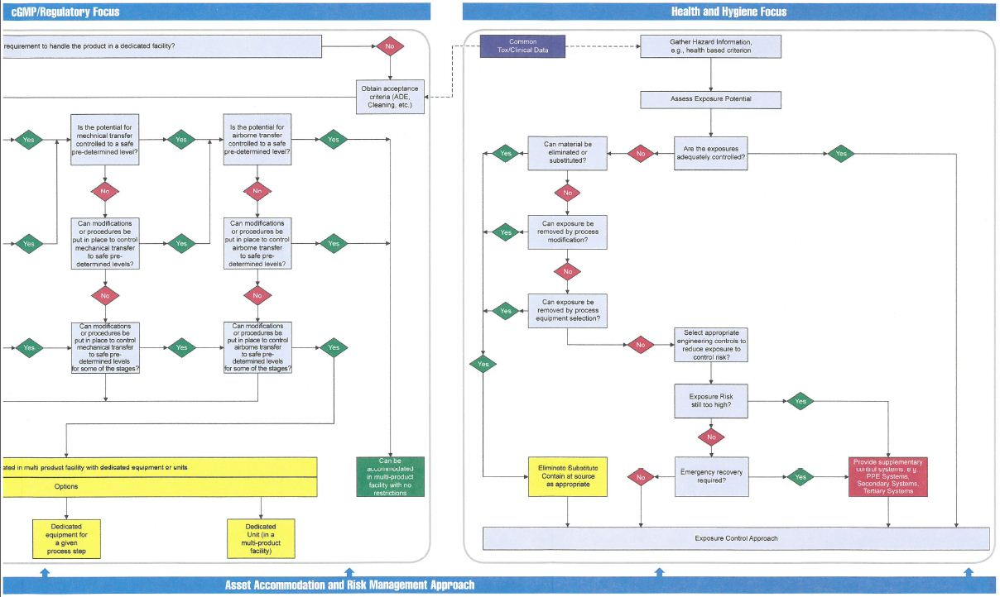 cGMP/Regulatory Focus
requirement to handle the product in a dedicated facility?
No
Obtain acceptance
criteria (ADE,
Cleaning, etc.)
Yes
Is the potential for
mechnical transfer
controlled to a safe
pre-determined level?
Yes
Is the potential for
airborne transfer
controlled to a safe
pre-determined level?
Yes
No
No
Yes
Can modifications
or procedures be
put in place to control
mechanical transfer
to safe pre-
determined levels?
Yes
Can modifications
or procedures be
put in place to control
airborne transfer
to safe pre-
determined levels?
Yes
No
No
Yes
Can modifications
or procedures be
put in place to control
mechanical transfer
to safe pre-
determined levels
for some of the stages?
Yes
Can modifications
or procedures be
put in place to control
airborne transfer
to safe pre-
determined levels
for some of the stages?
Yes
ated in multi product facility with dedicated equipment or units
Options
Can be
accommodated
in multi-product
facility with no
restrictions
Dedicated
equipment for
a given
process step
Dedicated
Unit (in a
multi-product
facility)
Health and Hygiene Focus
Common
Tox/Clinical Data
Gather Hazard Information,
e.g., health based criterion
Assess Exposure Potential
Yes
Can material be
eliminated or
substituted?
No
Are the exposures
adequately controlled?
Yes
No
Yes
Can exposure be
removed by process
modification?
No
Yes
Can exposure be
removed by process
equipment selection?
No
Select appropriate
engineering controls to
reduce exposure to
control risk?
Yes
Exposure Risk
still too high?
Yes
No
Eliminate Substitute
Contain at source
as appropriate
No
Emergency recovery
required?
Yes
Provide supplementary
control systems, e.g.
PPE Systems,
Secondary Systems,
Tertiary Systems
Exposure Control Approach
Asset Accommodation and Risk Management Approach